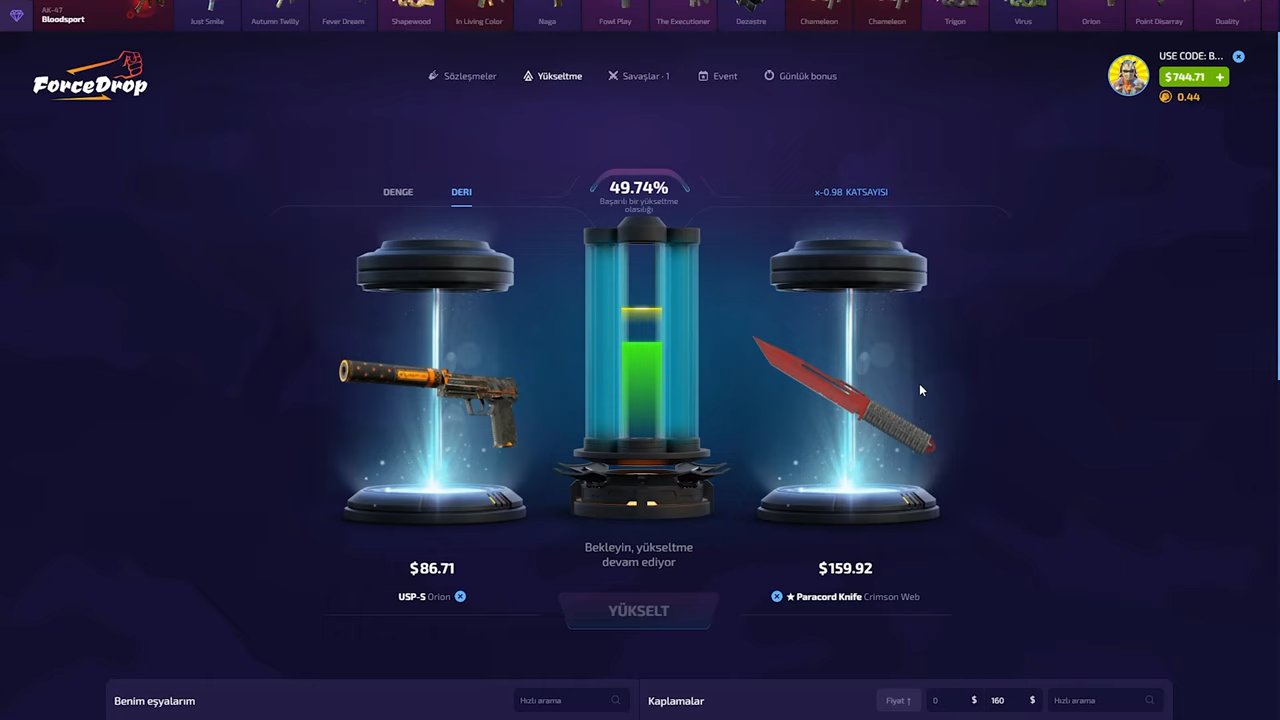 AK-47
Bloodsport
Just Smile
Autumn Twilly
Fever Dream
Shapewood
In Living Color
Naga
Fowl Play
The Executioner
Dezastre
Chameleon
Chameleon
Trigon
Virus
Orion
Point Disarray
Duality
ForceDrop
Sözleşmeler
Yükseltme
Savaşlar · 1
Event
Günlük bonus
USE CODE: B...
$744.71 +
0.44
DENGE
DERI
49.74%
Başarılı bir yükseltme
olasılığı
x-0.98 KATSAYISI
$86.71
USP-S Orion
Bekleyin, yükseltme
devam ediyor
YÜKSELT
$159.92
★ Paracord Knife Crimson Web
Benim eşyalarım
Hızlı arama
Kaplamalar
Fiyat ↑
0 $
160 $
Hızlı arama